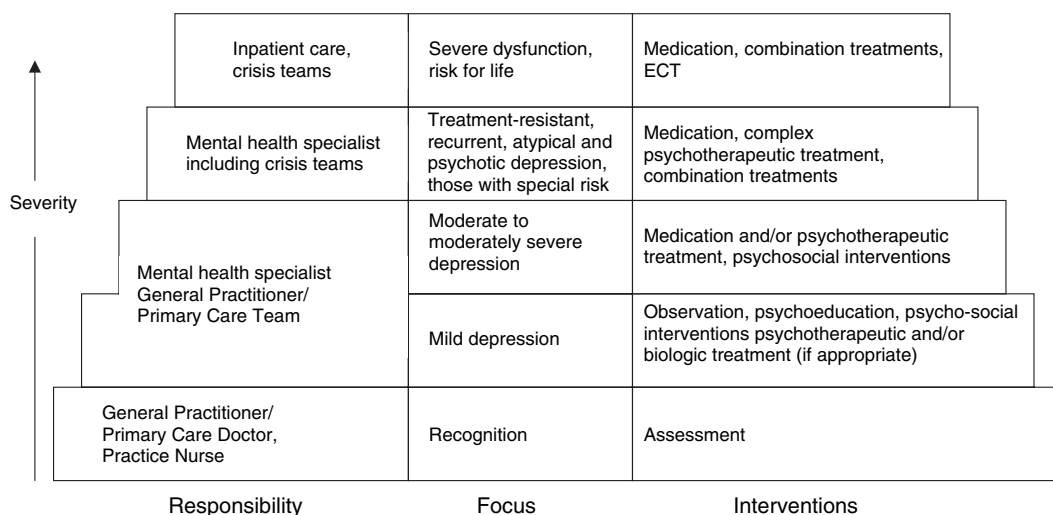 Inpatient care,
crisis teams
Severe dysfunction,
risk for life
Medication, combination treatments,
ECT
Mental health specialist
including crisis teams
Treatment-resistant,
recurrent, atypical and
psychotic depression,
those with special risk
Medication, complex
psychotherapeutic treatment,
combination treatments
Severity
Mental health specialist
General Practitioner/
Primary Care Team
Moderate to
moderately severe
depression
Medication and/or psychotherapeutic
treatment, psychosocial interventions
Mild depression
Observation, psychoeducation, psycho-social
interventions psychotherapeutic and/or
biologic treatment (if appropriate)
General Practitioner/
Primary Care Doctor,
Practice Nurse
Recognition
Assessment
Responsibility
Focus
Interventions